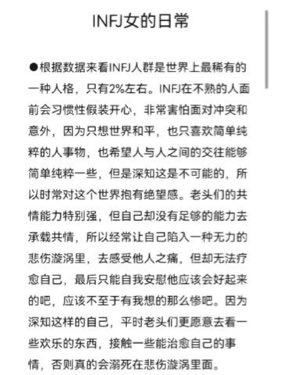 INFJ女的日常
●根据数据来看INFJ人群是世界上最稀有的
一种人格，只有2%左右。INFJ在不熟的人面
前会习惯性假装开心，非常害怕面对冲突和
意外，因为只想世界和平，也只喜欢简单纯
粹的人事物，也希望人与人之间的交往能够
简单纯粹一些，但是深知这是不可能的，所
以时常对这个世界抱有绝望感。老头们的共
情能力特别强，但自己却没有足够的能力去
承载共情，所以经常让自己陷入一种无力的
悲伤漩涡里，去感受他人之痛，但却无法疗
愈自己，最后只能自我安慰他应该会好起来
的吧，应该不至于有我想的那么惨吧。因为
深知这样的自己，平时老头们更愿意去看一
些欢乐的东西，接触一些能治愈自己的事
情，否则真的会溺死在悲伤漩涡里面。